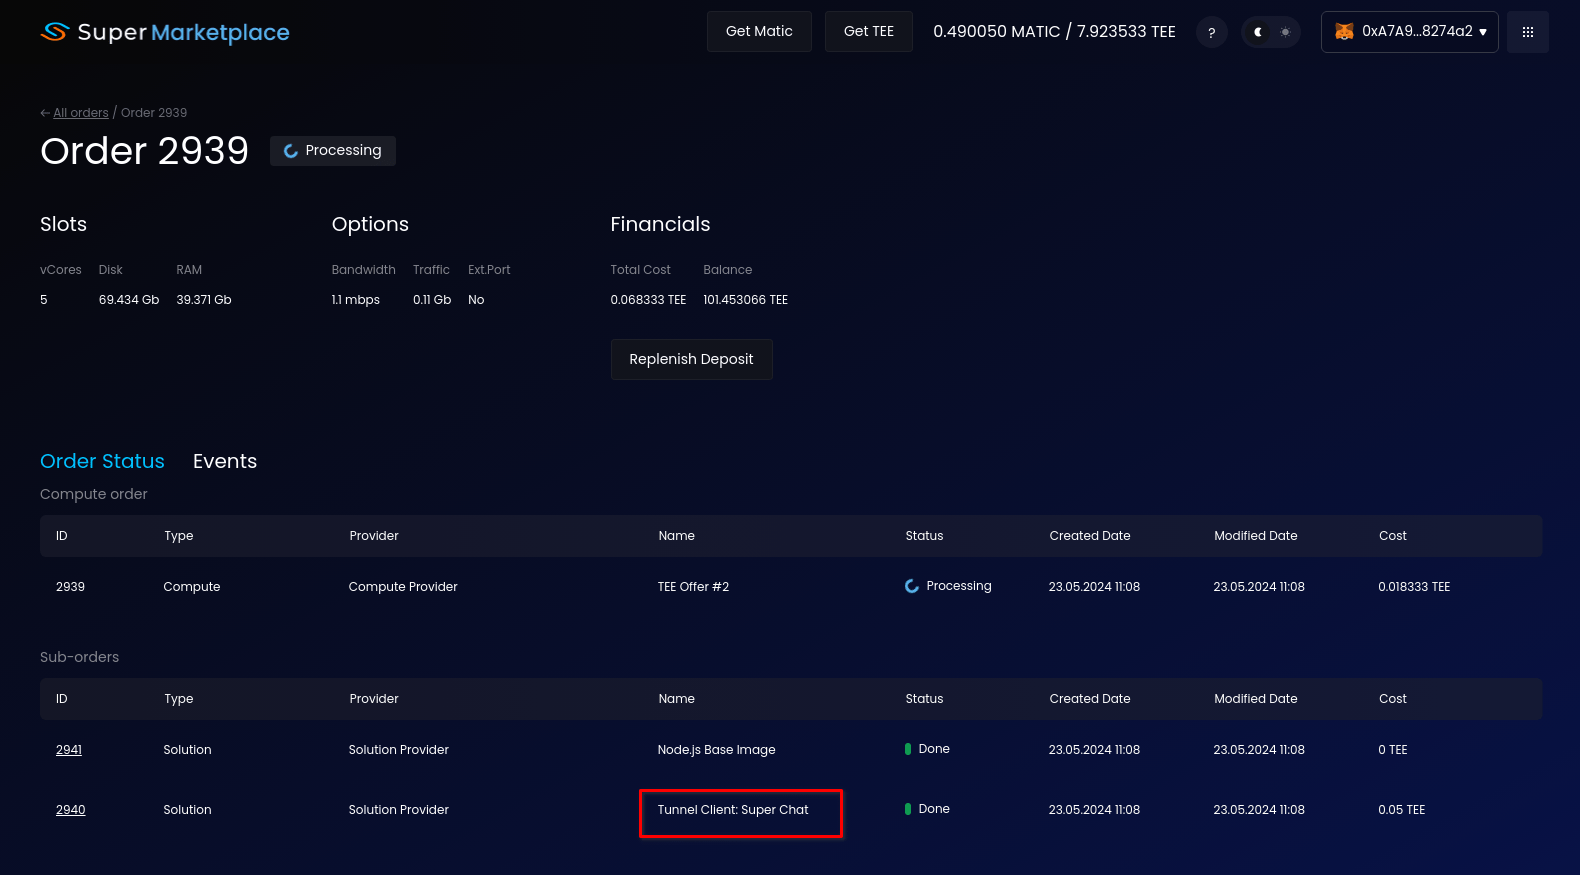 Super Marketplace
Get Matic
Get TEE
0.490050 MATIC / 7.923533 TEE
?
0xA7A9...8274a2 ▾
← All orders / Order 2939
Order 2939
Processing
Slots
Options
Financials
vCores Disk RAM
Bandwidth Traffic Ext.Port
Total Cost Balance
5 69.434 Gb 39.371 Gb
1.1 mbps 0.11 Gb No
0.068333 TEE 101.453066 TEE
Replenish Deposit
Order Status Events
Compute order
ID Type Provider Name Status Created Date Modified Date Cost
2939 Compute Compute Provider TEE Offer #2 Processing 23.05.2024 11:08 23.05.2024 11:08 0.018333 TEE
Sub-orders
ID Type Provider Name Status Created Date Modified Date Cost
2941 Solution Solution Provider Node.js Base Image Done 23.05.2024 11:08 23.05.2024 11:08 0 TEE
2940 Solution Solution Provider Tunnel Client: Super Chat Done 23.05.2024 11:08 23.05.2024 11:08 0.05 TEE